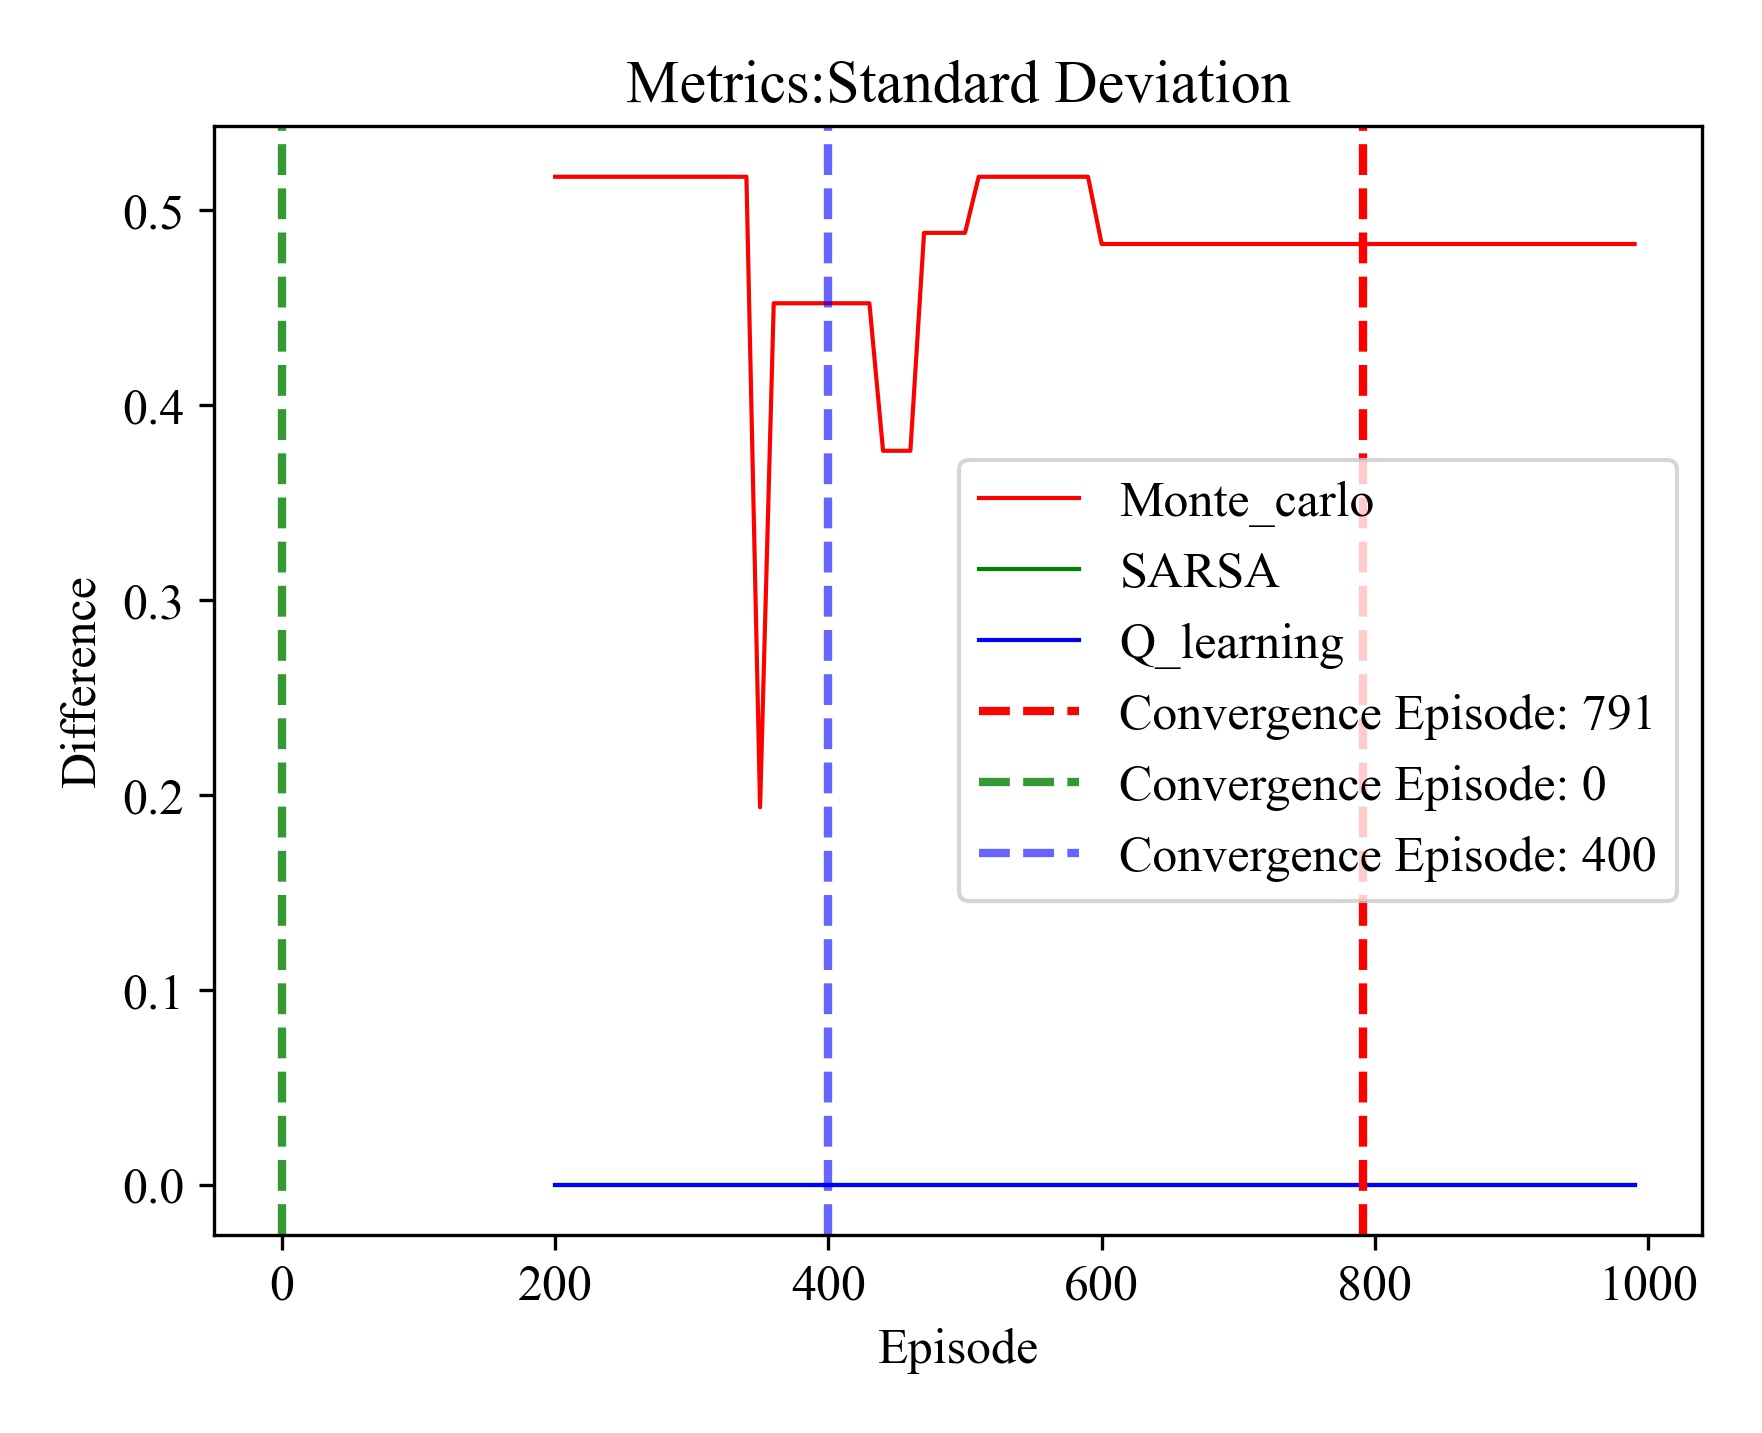 Metrics:Standard Deviation
Difference
0.5
0.4
0.3
0.2
0.1
0.0
Monte_carlo
SARSA
Q_learning
Convergence Episode: 791
Convergence Episode: 0
Convergence Episode: 400
0 200 400 600 800 1000
Episode